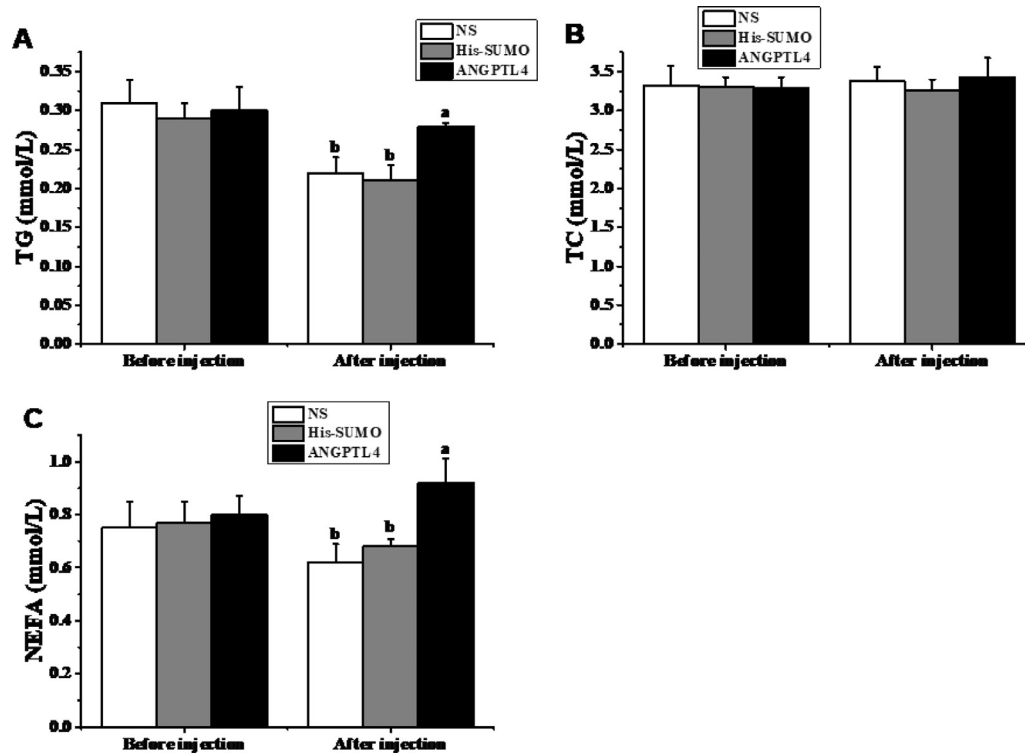 A
NS
His-SUMO
ANGPTL4
TG (mmol/L)
0.35
0.30
0.25
0.20
0.15
0.10
0.05
0.00
b
b
a
Before injection
After injection
B
NS
His-SUMO
ANGPTL4
TC (mmol/L)
3.5
3.0
2.5
2.0
1.5
1.0
0.5
0.0
Before injection
After injection
C
NS
His-SUMO
ANGPTL4
NEFA (mmol/L)
1.0
0.8
0.6
0.4
0.2
0.0
b
b
a
Before injection
After injection